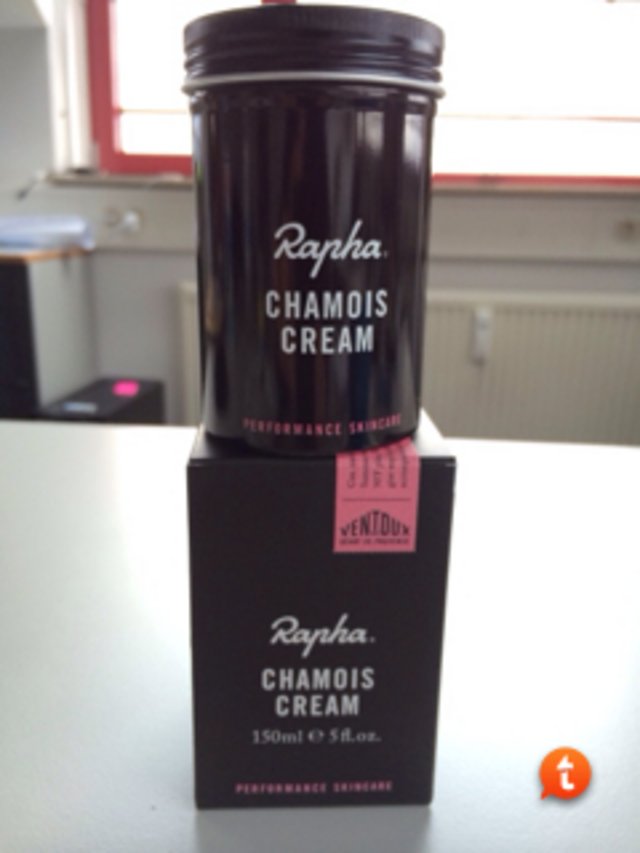 Rapha.
CHAMOIS
CREAM
PERFORMANCE SKINCARE
VENTOUX
Rapha.
CHAMOIS
CREAM
150ml ℮ 5 fl.oz.
PERFORMANCE SKINCARE
t